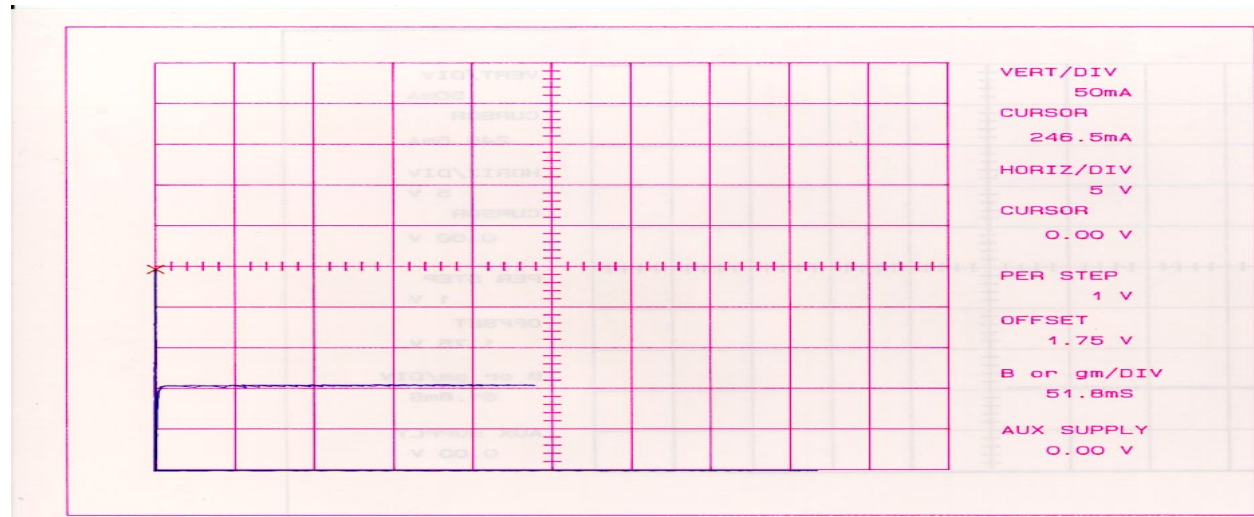 VERT/DIV
50mA
CURSOR
246.5mA
HORIZ/DIV
5 V
CURSOR
0.00 V
PER STEP
1 V
OFFSET
1.75 V
B or gm/DIV
51.8mS
AUX SUPPLY
0.00 V